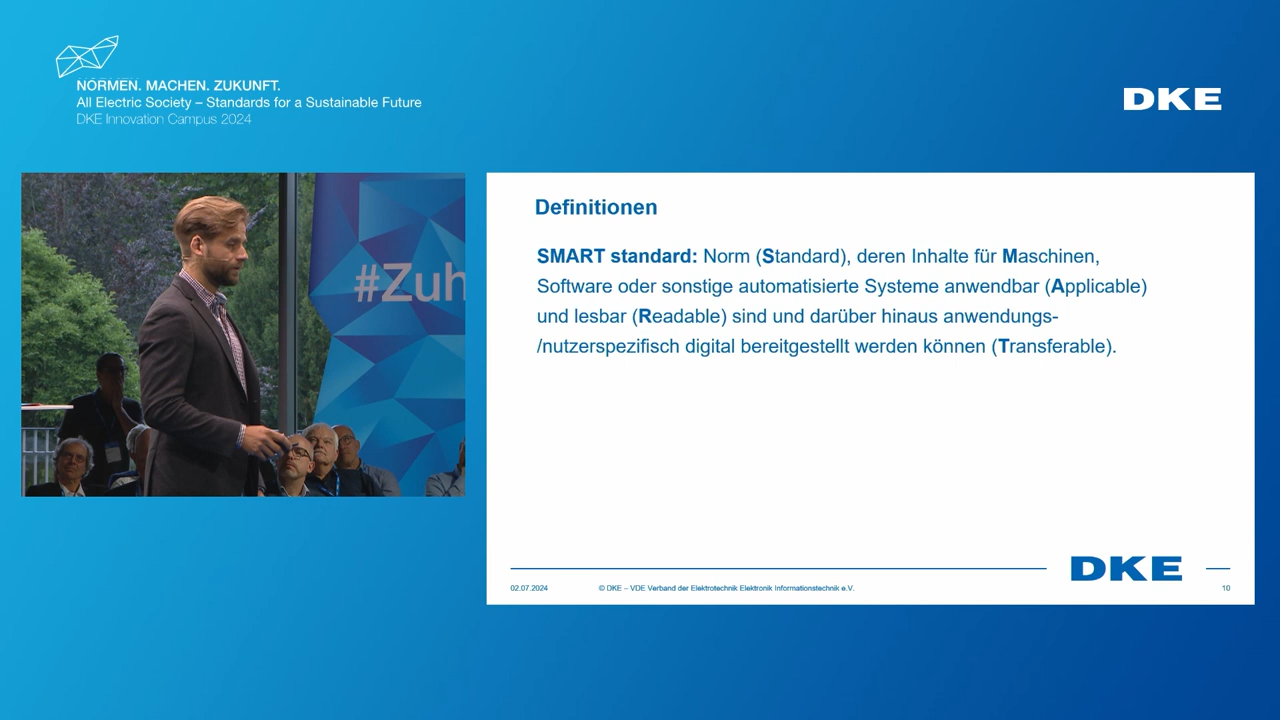 NORMEN. MACHEN. ZUKUNFT.
All Electric Society – Standards for a Sustainable Future
DKE Innovation Campus 2024
DKE
#Zuh
Definitionen
SMART standard: Norm (Standard), deren Inhalte für Maschinen,
Software oder sonstige automatisierte Systeme anwendbar (Applicable)
und lesbar (Readable) sind und darüber hinaus anwendungs-
/nutzerspezifisch digital bereitgestellt werden können (Transferable).
DKE
02.07.2024
© DKE – VDE Verband der Elektrotechnik Elektronik Informationstechnik e.V.
10